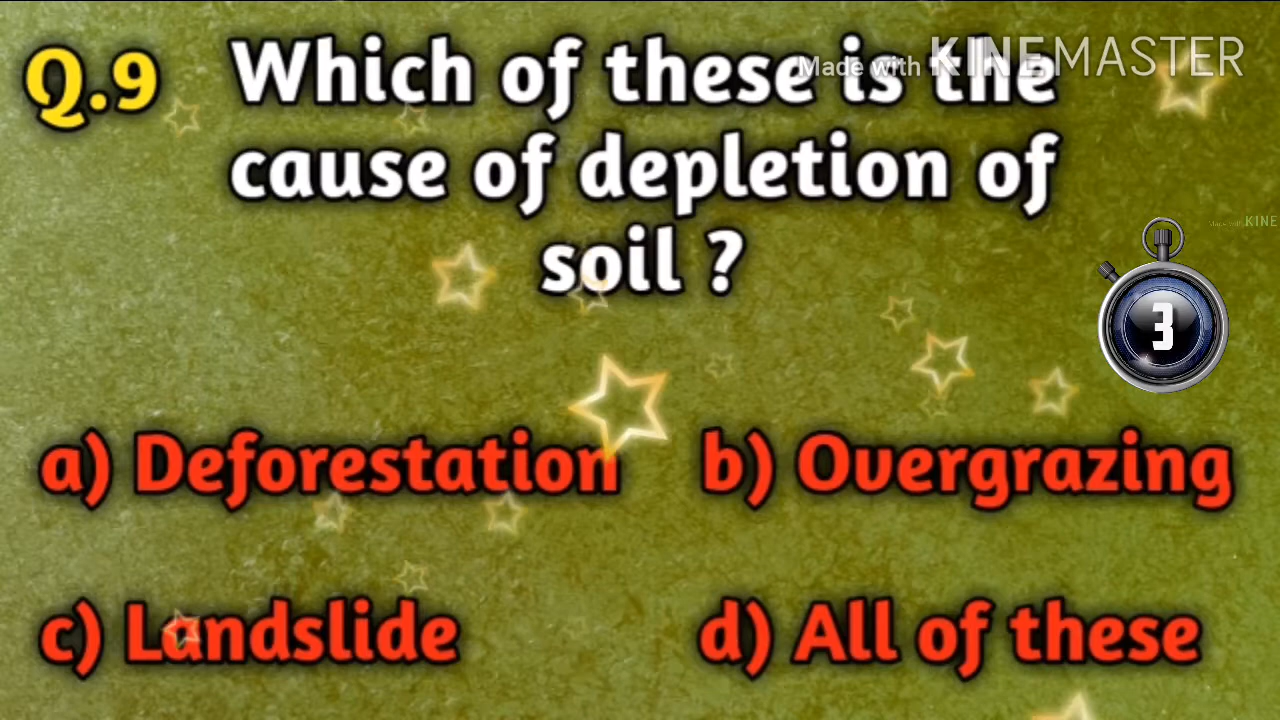 Q.9 Which of these is the
Made with KINEMASTER
cause of depletion of
soil ?
KINE
3
a) Deforestation b) Overgrazing
c) Landslide d) All of these